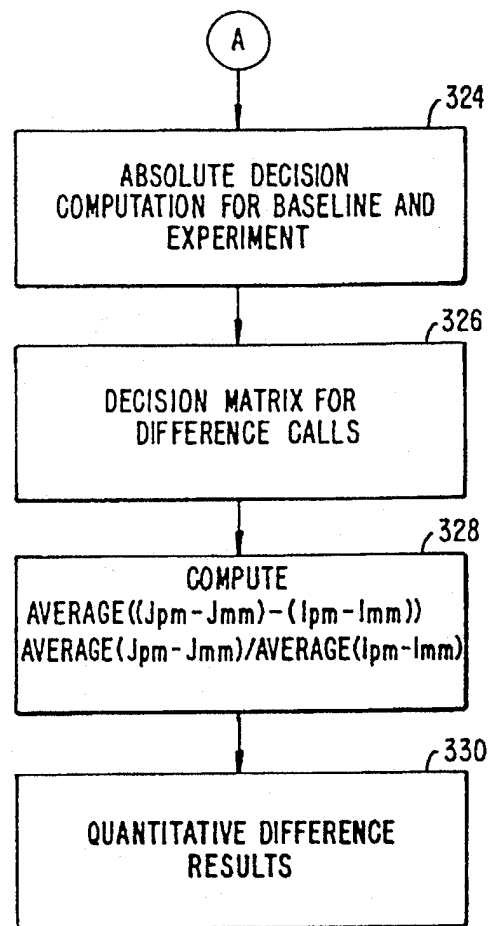 A
324
ABSOLUTE DECISION
COMPUTATION FOR BASELINE AND
EXPERIMENT
326
DECISION MATRIX FOR
DIFFERENCE CALLS
328
COMPUTE
AVERAGE((Jpm-Jmm)-(Ipm-Imm))
AVERAGE(Jpm-Jmm)/AVERAGE(Ipm-Imm)
330
QUANTITATIVE DIFFERENCE
RESULTS